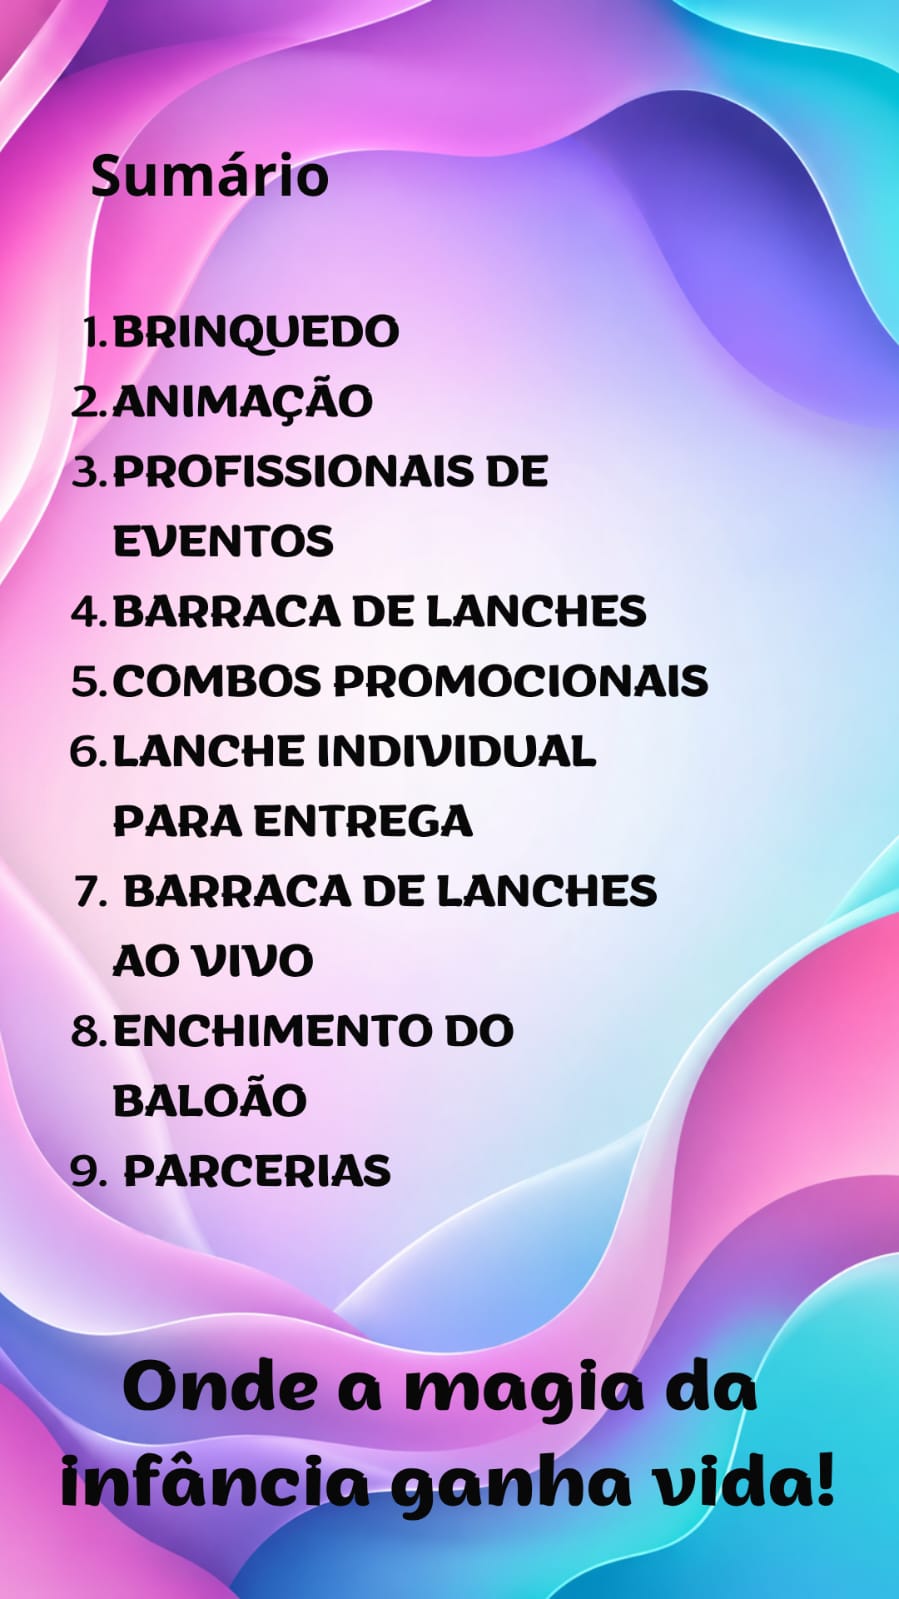 Sumário
1. BRINQUEDO
2. ANIMAÇÃO
3. PROFISSIONAIS DE
EVENTOS
4. BARRACA DE LANCHES
5. COMBOS PROMOCIONAIS
6. LANCHE INDIVIDUAL
PARA ENTREGA
7. BARRACA DE LANCHES
AO VIVO
8. ENCHIMENTO DO
BALOÃO
9. PARCERIAS
Onde a magia da
infância ganha vida!